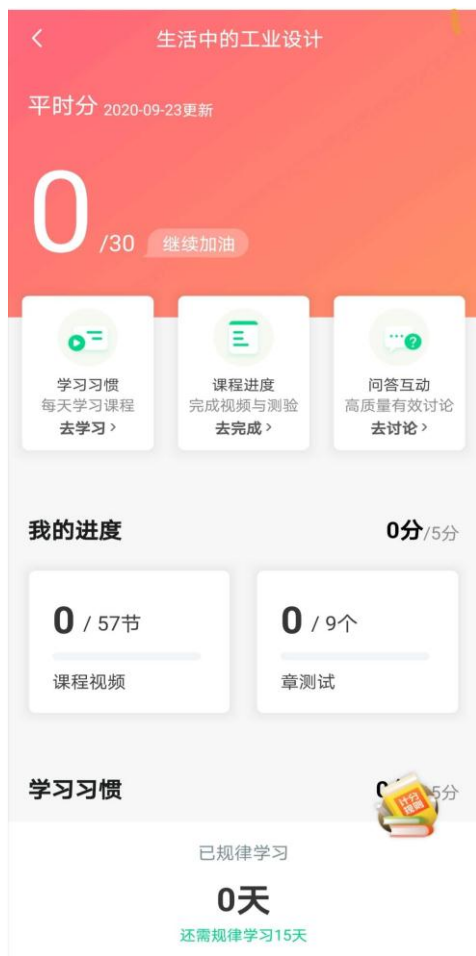 生活中的工业设计
平时分 2020-09-23更新
0 /30 继续加油
学习习惯
每天学习课程
去学习
课程进度
完成视频与测验
去完成
问答互动
高质量有效讨论
去讨论
我的进度 0分/5分
0 / 57节
课程视频
0 / 9个
章测试
学习习惯 5分
计分
规则
已规律学习
0天
还需规律学习15天